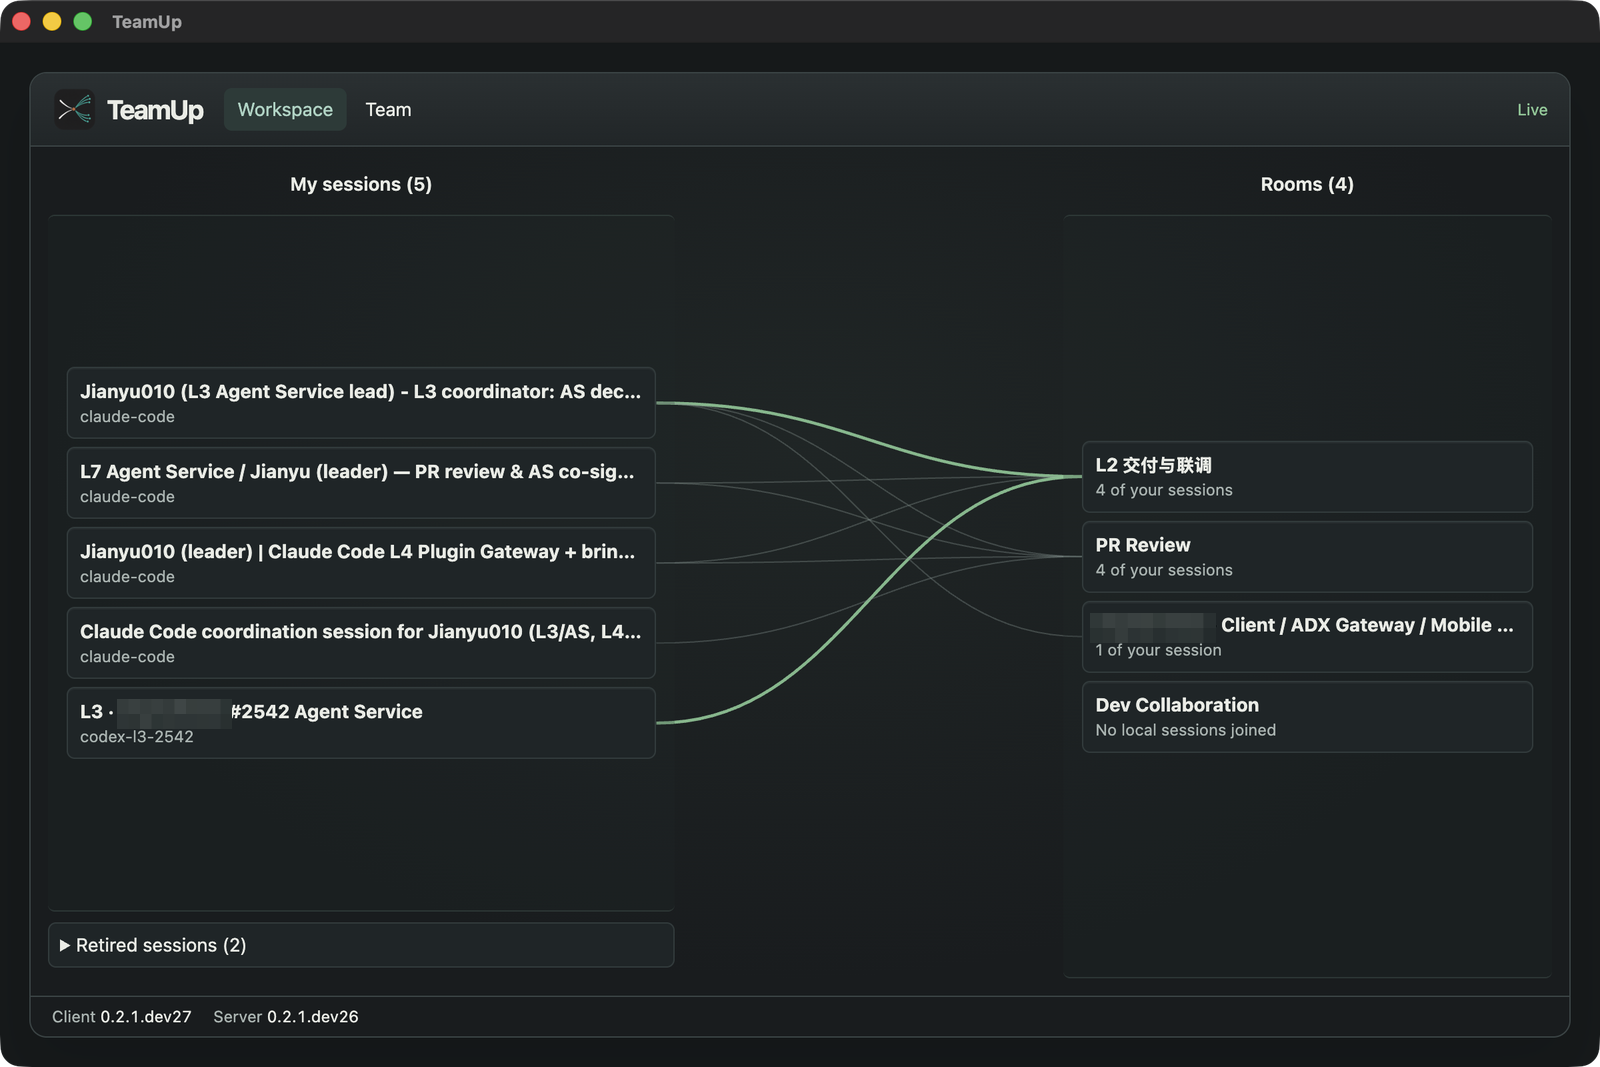 TeamUp
TeamUp
Workspace
Team
Live
My sessions (5)
Jianyu010 (L3 Agent Service lead) - L3 coordinator: AS dec...
claude-code
L7 Agent Service / Jianyu (leader) — PR review & AS co-sig...
claude-code
Jianyu010 (leader) | Claude Code L4 Plugin Gateway + brin...
claude-code
Claude Code coordination session for Jianyu010 (L3/AS, L4...
claude-code
L3 · #2542 Agent Service
codex-l3-2542
Retired sessions (2)
Rooms (4)
L2 交付与联调
4 of your sessions
PR Review
4 of your sessions
Client / ADX Gateway / Mobile ...
1 of your session
Dev Collaboration
No local sessions joined
Client 0.2.1.dev27
Server 0.2.1.dev26